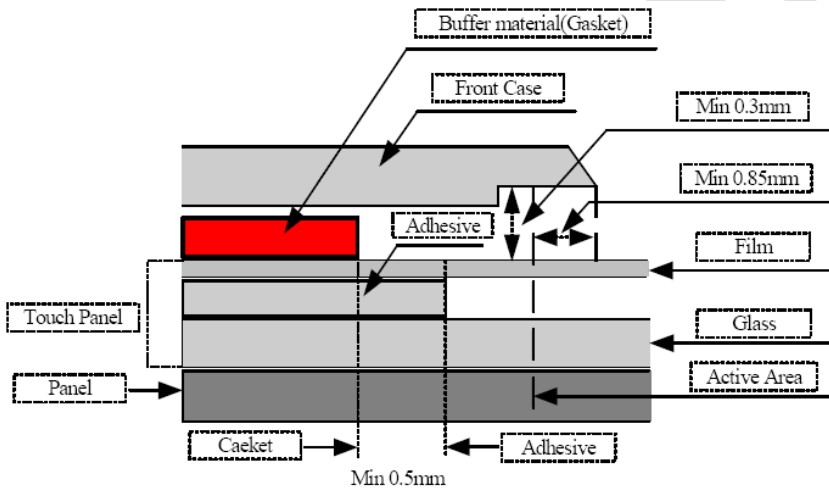 Buffer material(Gasket)
Front Case
Min 0.3mm
Min 0.85mm
Adhesive
Film
Touch Panel
Glass
Panel
Active Area
Caeket
Adhesive
Min 0.5mm